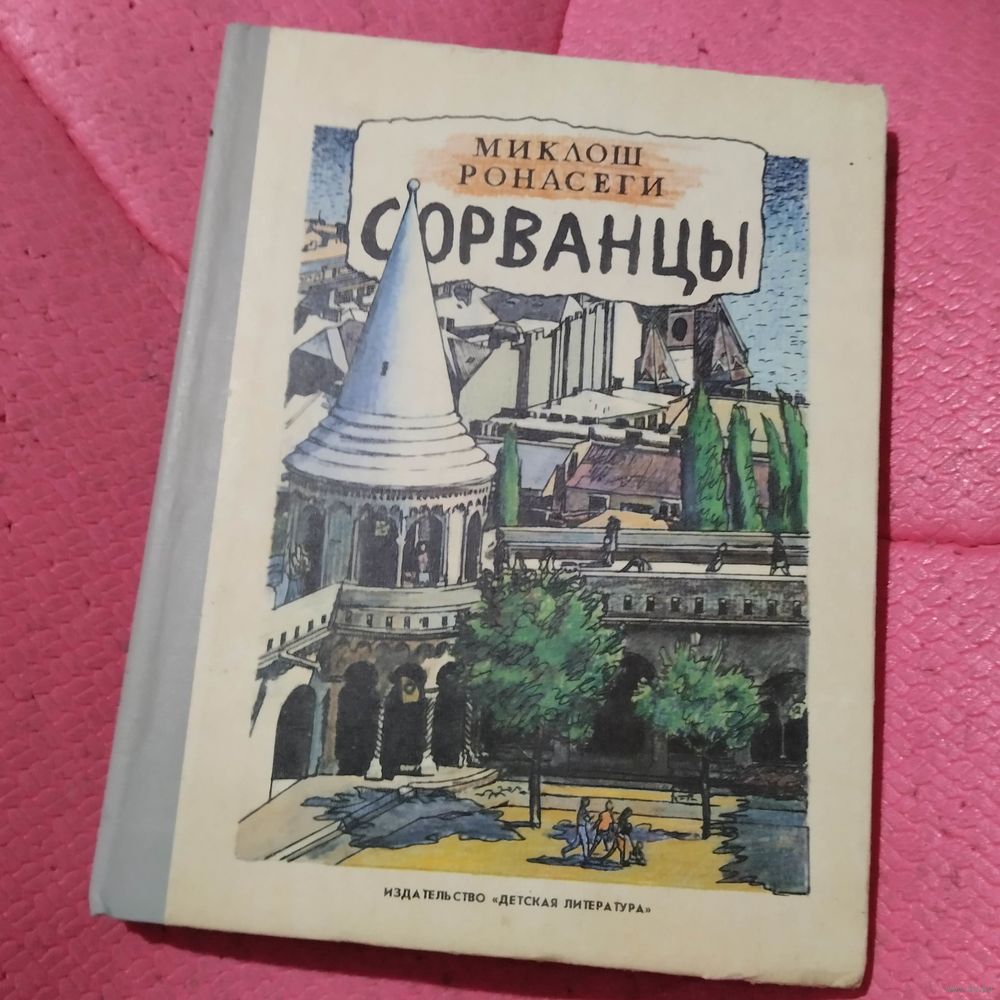 МИКЛОШ
РОНАСЕГИ
СОРВАНЦЫ
ИЗДАТЕЛЬСТВО «ДЕТСКАЯ ЛИТЕРАТУРА»